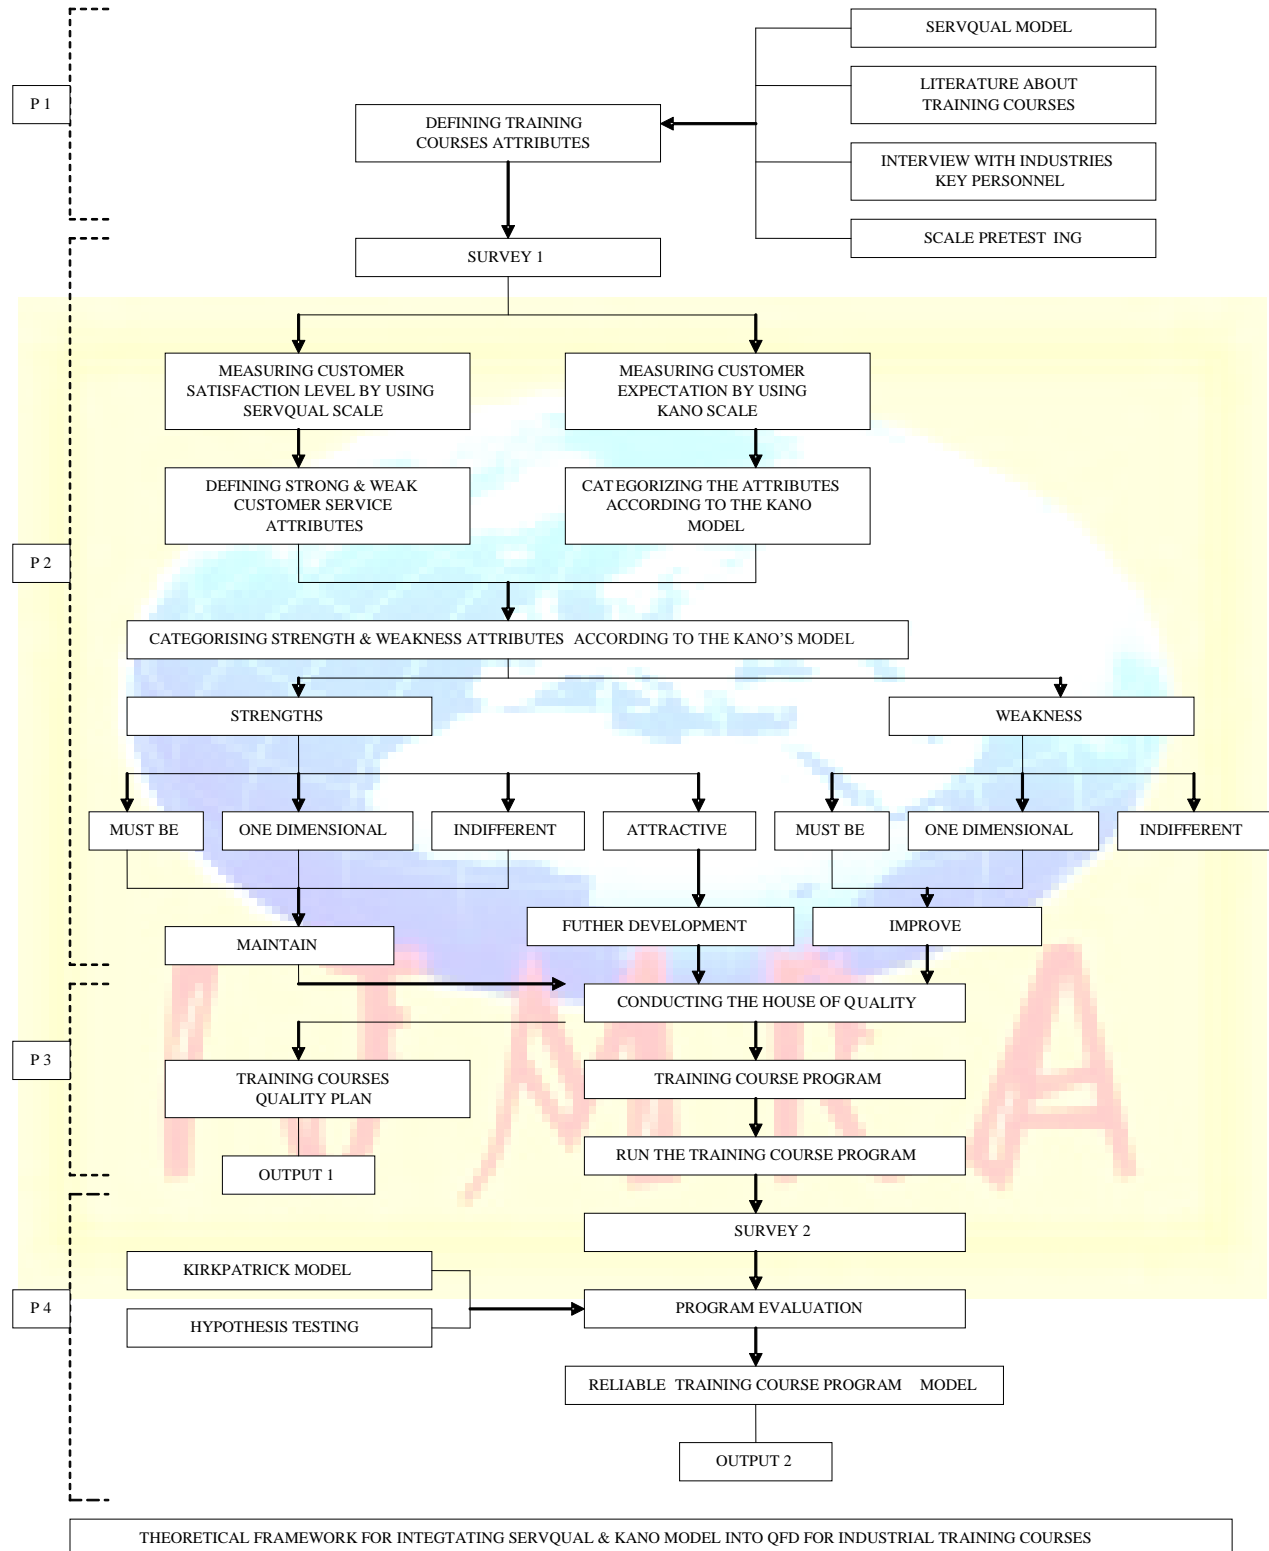 SERVQUAL MODEL
P 1
LITERATURE ABOUT
TRAINING COURSES
DEFINING TRAINING
COURSES ATTRIBUTES
INTERVIEW WITH INDUSTRIES
KEY PERSONNEL
SCALE PRETEST ING
SURVEY 1
MEASURING CUSTOMER
SATISFACTION LEVEL BY USING
SERVQUAL SCALE
MEASURING CUSTOMER
EXPECTATION BY USING
KANO SCALE
DEFINING STRONG & WEAK
CUSTOMER SERVICE
ATTRIBUTES
CATEGORIZING THE ATTRIBUTES
ACCORDING TO THE KANO
MODEL
P 2
CATEGORISING STRENGTH & WEAKNESS ATTRIBUTES ACCORDING TO THE KANO'S MODEL
STRENGTHS
WEAKNESS
MUST BE
ONE DIMENSIONAL
INDIFFERENT
ATTRACTIVE
MUST BE
ONE DIMENSIONAL
INDIFFERENT
MAINTAIN
FUTHER DEVELOPMENT
IMPROVE
CONDUCTING THE HOUSE OF QUALITY
P 3
TRAINING COURSES
QUALITY PLAN
TRAINING COURSE PROGRAM
OUTPUT 1
RUN THE TRAINING COURSE PROGRAM
SURVEY 2
KIRKPATRICK MODEL
P 4
HYPOTHESIS TESTING
PROGRAM EVALUATION
RELIABLE TRAINING COURSE PROGRAM MODEL
OUTPUT 2
THEORETICAL FRAMEWORK FOR INTEGTATING SERVQUAL & KANO MODEL INTO QFD FOR INDUSTRIAL TRAINING COURSES